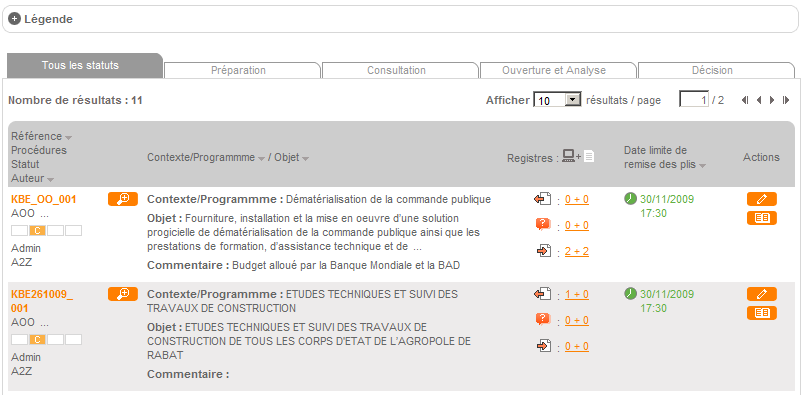 Légende
Tous les statuts
Préparation
Consultation
Ouverture et Analyse
Décision
Nombre de résultats : 11
Afficher 10 résultats / page 1 / 2
Référence
Procédures
Statut
Auteur
Contexte/Programmme / Objet
Registres : +
Date limite de
remise des plis
Actions
KBE_OO_001
AOO ...
C
Admin
A2Z
Contexte/Programmme : Dématérialisation de la commande publique
Objet : Fourniture, installation et la mise en oeuvre d'une solution
progicielle de dématérialisation de la commande publique ainsi que les
prestations de formation, d'assistance technique et de ...
Commentaire : Budget alloué par la Banque Mondiale et la BAD
: 0 + 0
? : 0 + 0
: 2 + 2
30/11/2009
17:30
KBE261009_
001
AOO ...
C
Admin
A2Z
Contexte/Programmme : ETUDES TECHNIQUES ET SUIVI DES
TRAVAUX DE CONSTRUCTION
Objet : ETUDES TECHNIQUES ET SUIVI DES TRAVAUX DE
CONSTRUCTION DE TOUS LES CORPS D'ETAT DE L'AGROPOLE DE
RABAT
Commentaire :
: 1 + 0
? : 0 + 0
: 0 + 0
30/11/2009
17:30